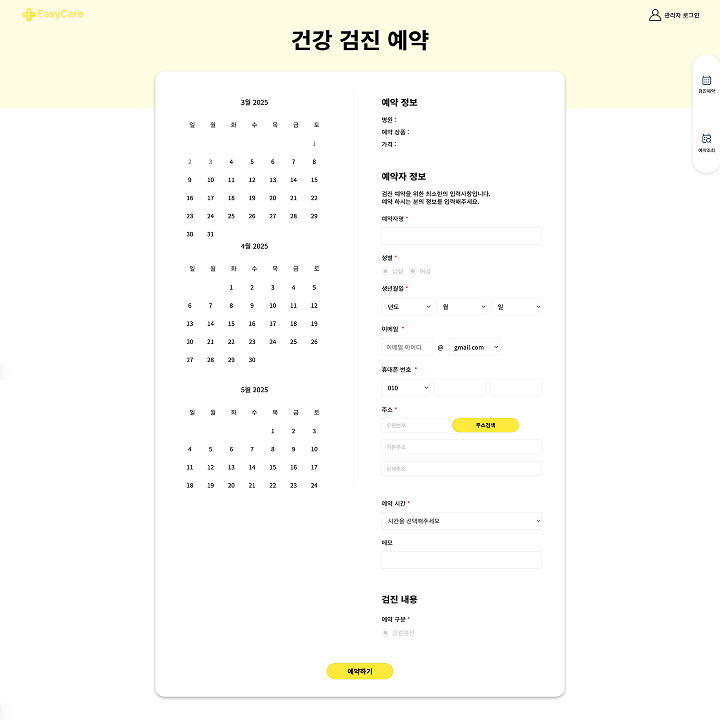 EasyCare
관리자 로그인
건강 검진 예약
검진예약
예약조회
3월 2025
일 월 화 수 목 금 토
1
2 3 4 5 6 7 8
9 10 11 12 13 14 15
16 17 18 19 20 21 22
23 24 25 26 27 28 29
30 31
4월 2025
일 월 화 수 목 금 토
1 2 3 4 5
6 7 8 9 10 11 12
13 14 15 16 17 18 19
20 21 22 23 24 25 26
27 28 29 30
5월 2025
일 월 화 수 목 금 토
1 2 3
4 5 6 7 8 9 10
11 12 13 14 15 16 17
18 19 20 21 22 23 24
예약 정보
병원 :
예약 상품 :
가격 :
예약자 정보
검진 예약을 위한 최소한의 입력사항입니다.
예약 하시는 분의 정보를 입력해주세요.
예약자명 *
성별 *
남성 여성
생년월일 *
년도 월 일
이메일 *
이메일 아이디 @ gmail.com
휴대폰 번호 *
010
주소 *
우편번호 주소검색
기본주소
상세주소
예약 시간 *
시간을 선택해주세요
메모
검진 내용
예약 구분 *
건강검진
예약하기